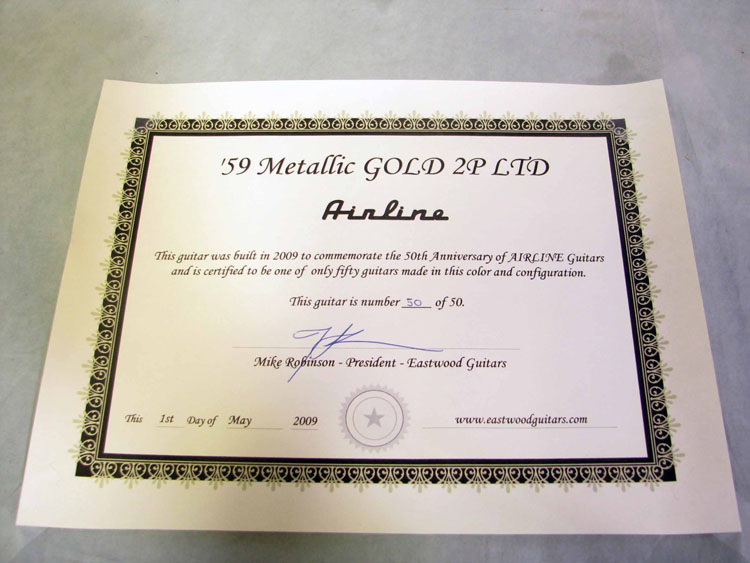 '59 Metallic GOLD 2P LTD
Airline
This guitar was built in 2009 to commemorate the 50th Anniversary of AIRLINE Guitars
and is certified to be one of only fifty guitars made in this color and configuration.
This guitar is number 50 of 50.
Mike Robinson - President - Eastwood Guitars
This 1st Day of May 2009
www.eastwoodguitars.com